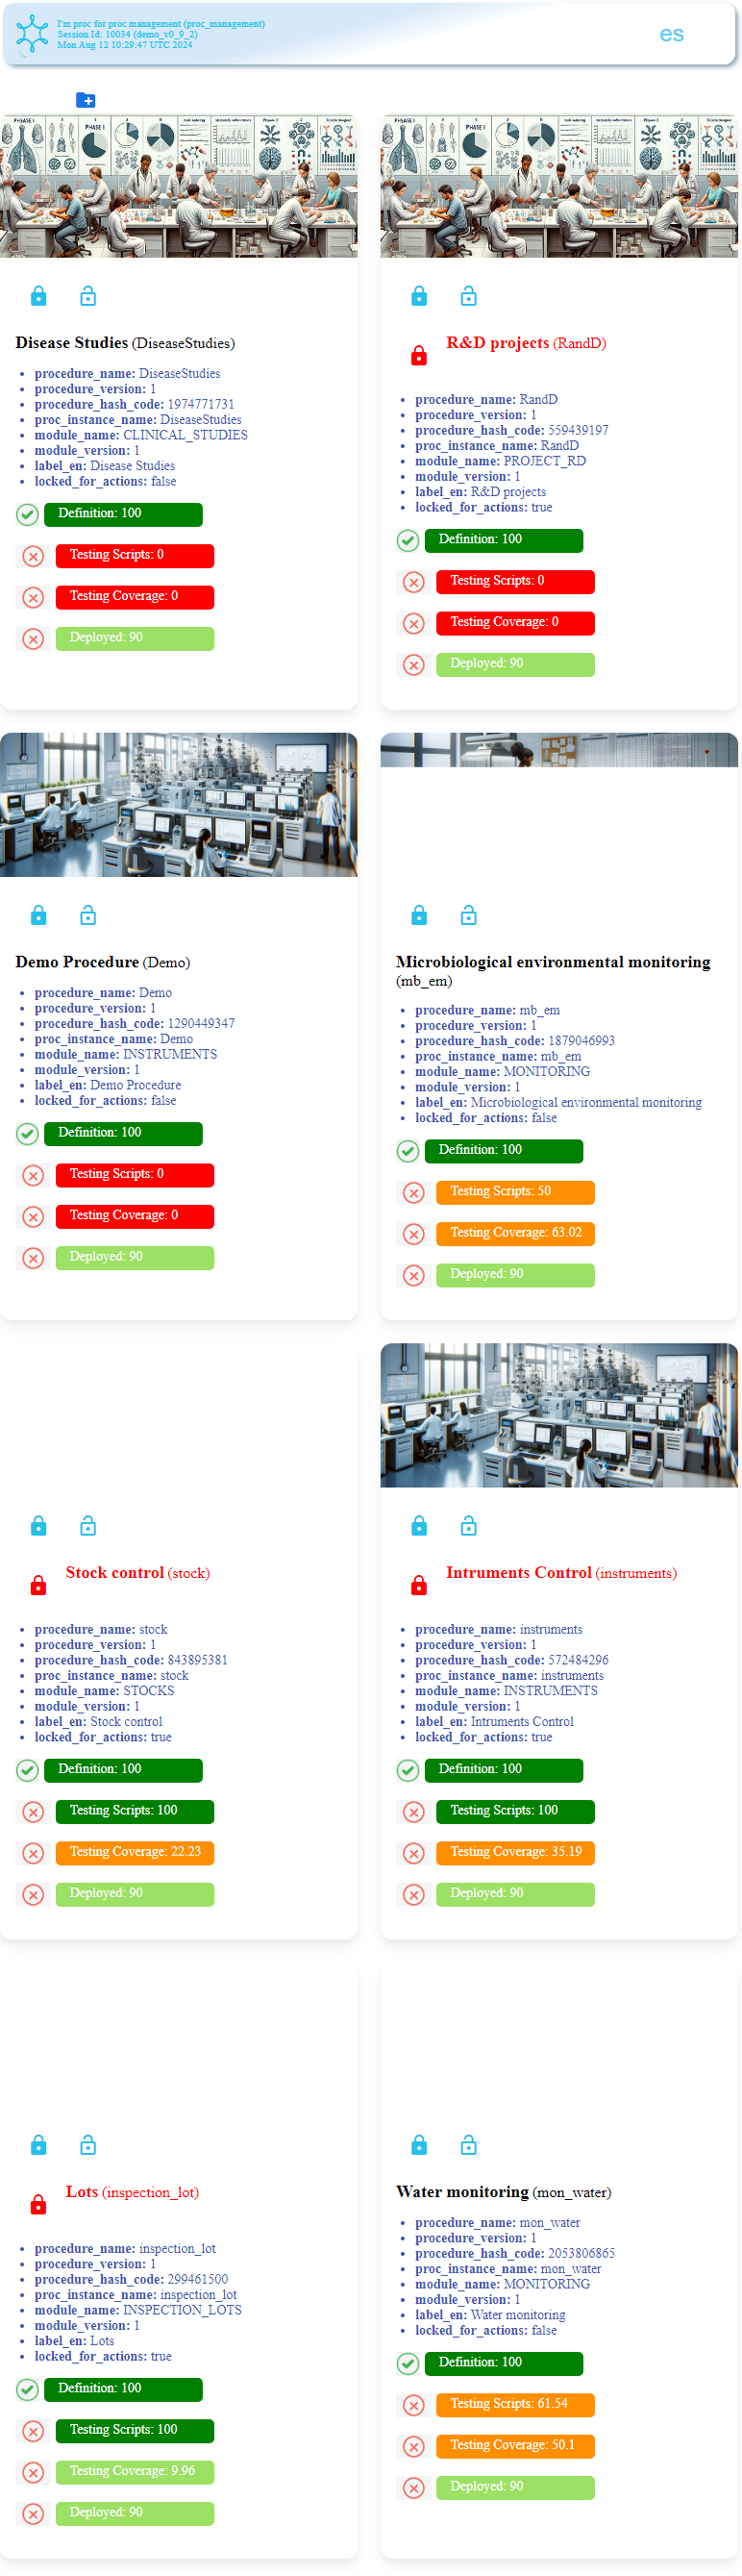 I'm proc for proc management (proc_management)
Session Id: 10034 (demo_v0_9_2)
Mon Aug 12 10:29:47 UTC 2024
es
PHASE I
Disease Studies (DiseaseStudies)
procedure_name: DiseaseStudies
procedure_version: 1
procedure_hash_code: 1974771731
proc_instance_name: DiseaseStudies
module_name: CLINICAL_STUDIES
module_version: 1
label_en: Disease Studies
locked_for_actions: false
Definition: 100
Testing Scripts: 0
Testing Coverage: 0
Deployed: 90
PHASE I
R&D projects (RandD)
procedure_name: RandD
procedure_version: 1
procedure_hash_code: 559439197
proc_instance_name: RandD
module_name: PROJECT_RD
module_version: 1
label_en: R&D projects
locked_for_actions: true
Definition: 100
Testing Scripts: 0
Testing Coverage: 0
Deployed: 90
Demo Procedure (Demo)
procedure_name: Demo
procedure_version: 1
procedure_hash_code: 1290449347
proc_instance_name: Demo
module_name: INSTRUMENTS
module_version: 1
label_en: Demo Procedure
locked_for_actions: false
Definition: 100
Testing Scripts: 0
Testing Coverage: 0
Deployed: 90
Microbiological environmental monitoring
(mb_em)
procedure_name: mb_em
procedure_version: 1
procedure_hash_code: 1879046993
proc_instance_name: mb_em
module_name: MONITORING
module_version: 1
label_en: Microbiological environmental monitoring
locked_for_actions: false
Definition: 100
Testing Scripts: 50
Testing Coverage: 63.02
Deployed: 90
Stock control (stock)
procedure_name: stock
procedure_version: 1
procedure_hash_code: 843895381
proc_instance_name: stock
module_name: STOCKS
module_version: 1
label_en: Stock control
locked_for_actions: true
Definition: 100
Testing Scripts: 100
Testing Coverage: 22.23
Deployed: 90
Intruments Control (instruments)
procedure_name: instruments
procedure_version: 1
procedure_hash_code: 572484296
proc_instance_name: instruments
module_name: INSTRUMENTS
module_version: 1
label_en: Intruments Control
locked_for_actions: true
Definition: 100
Testing Scripts: 100
Testing Coverage: 35.19
Deployed: 90
Lots (inspection_lot)
procedure_name: inspection_lot
procedure_version: 1
procedure_hash_code: 299461500
proc_instance_name: inspection_lot
module_name: INSPECTION_LOTS
module_version: 1
label_en: Lots
locked_for_actions: true
Definition: 100
Testing Scripts: 100
Testing Coverage: 9.96
Deployed: 90
Water monitoring (mon_water)
procedure_name: mon_water
procedure_version: 1
procedure_hash_code: 2053806865
proc_instance_name: mon_water
module_name: MONITORING
module_version: 1
label_en: Water monitoring
locked_for_actions: false
Definition: 100
Testing Scripts: 61.54
Testing Coverage: 50.1
Deployed: 90